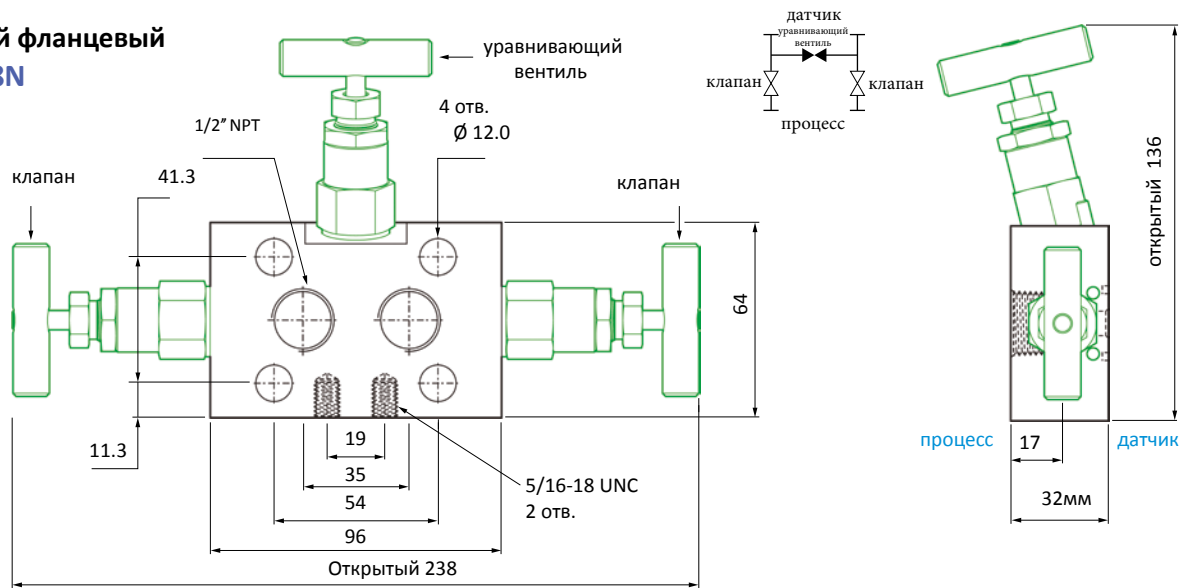 й фланцевый
8N
уравнивающий
вентиль
4 отв.
Ø 12.0
1/2" NPT
клапан
41.3
клапан
64
11.3
19
35
54
96
Открытый 238
5/16-18 UNC
2 отв.
датчик
уравнивающий
вентиль
клапан
клапан
процесс
открытый 136
процесс
17
датчик
32мм